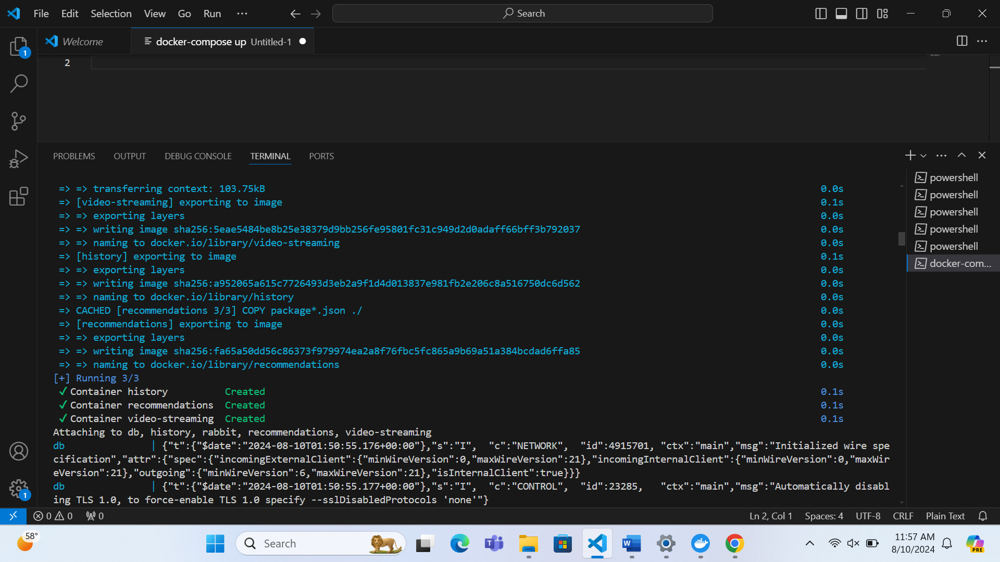 File Edit Selection View Go Run ··· Search
Welcome docker-compose up Untitled-1
1
2
PROBLEMS OUTPUT DEBUG CONSOLE TERMINAL PORTS
=> => transferring context: 103.75kB 0.0s
=> [video-streaming] exporting to image 0.1s
=> => exporting layers 0.0s
=> => writing image sha256:5eae5484be8b25e38379d9bb256fe95801fc31c949d2d0adaff66bff3b792037 0.0s
=> => naming to docker.io/library/video-streaming 0.0s
=> [history] exporting to image 0.1s
=> => exporting layers 0.0s
=> => writing image sha256:a952065a615c7726493d3eb2a9f1d4d013837e981fb2e206c8a516750dc6d562 0.0s
=> => naming to docker.io/library/history 0.0s
=> CACHED [recommendations 3/3] COPY package*.json ./ 0.0s
=> [recommendations] exporting to image 0.0s
=> => exporting layers 0.0s
=> => writing image sha256:fa65a50dd56c86373f979974ea2a8f76fbc5fc865a9b69a51a384bcdad6ffa85 0.0s
=> => naming to docker.io/library/recommendations 0.0s
[+] Running 3/3
✓ Container history Created 0.1s
✓ Container recommendations Created 0.1s
✓ Container video-streaming Created 0.1s
Attaching to db, history, rabbit, recommendations, video-streaming
db | {"t":{"$date":"2024-08-10T01:50:55.176+00:00"},"s":"I", "c":"NETWORK", "id":4915701, "ctx":"main","msg":"Initialized wire spe
cification","attr":{"spec":{"incomingExternalClient":{"minWireVersion":0,"maxWireVersion":21},"incomingInternalClient":{"minWireVersion":0,"maxWir
eVersion":21},"outgoing":{"minWireVersion":6,"maxWireVersion":21},"isInternalClient":true}}}
db | {"t":{"$date":"2024-08-10T01:50:55.177+00:00"},"s":"I", "c":"CONTROL", "id":23285, "ctx":"main","msg":"Automatically disabl
ing TLS 1.0, to force-enable TLS 1.0 specify --sslDisabledProtocols 'none'"}
powershell
powershell
powershell
powershell
powershell
docker-com...
1
0 0 0 Ln 2, Col 1 Spaces: 4 UTF-8 CRLF Plain Text
58° Search 11:57 AM
8/10/2024
PRE